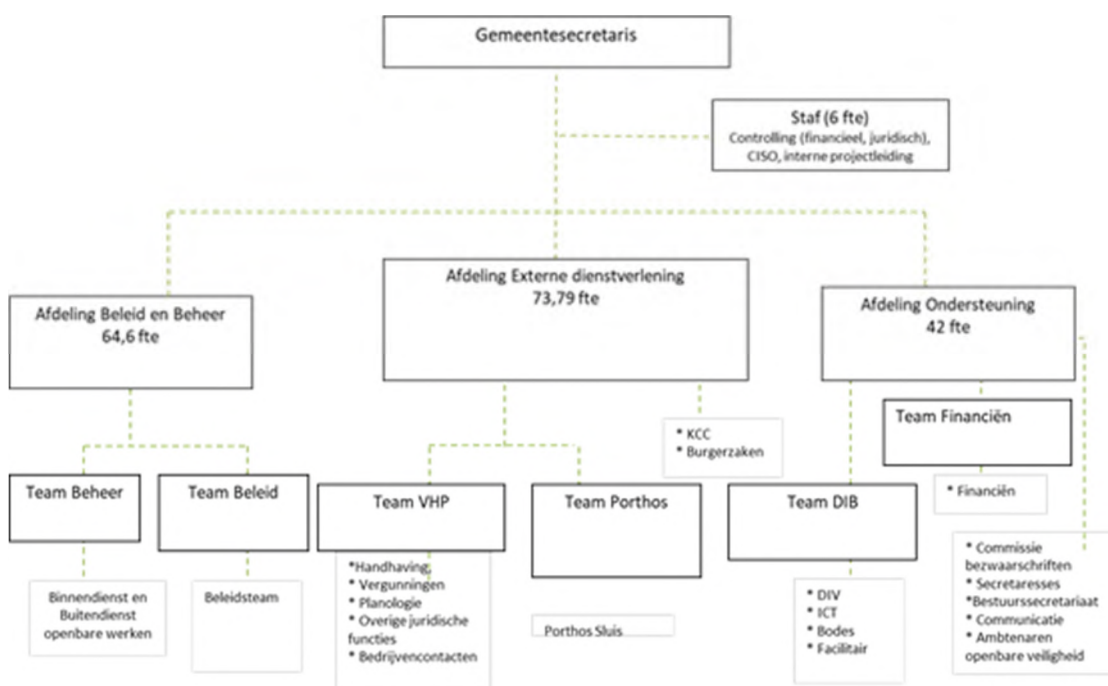 Gemeentesecretaris
Staf (6 fte)
Controlling (financieel, juridisch),
CISO, interne projectleiding
Afdeling Beleid en Beheer
64,6 fte
Afdeling Externe dienstverlening
73,79 fte
Afdeling Ondersteuning
42 fte
Team Beheer
Team Beleid
Team VHP
Team Porthos
* KCC
* Burgerzaken
Team DIB
Team Financiën
* Financiën
Binnendienst en
Buitendienst
openbare werken
Beleidsteam
*Handhaving,
* Vergunningen
* Planologie
* Overige juridische
functies
* Bedrijvencontacten
Porthos Sluis
* DIV
* ICT
* Bodes
* Facilitair
* Commissie
bezwaarschriften
* Secretaresses
*Bestuurssecretariaat
* Communicatie
* Ambtenaren
openbare veiligheid